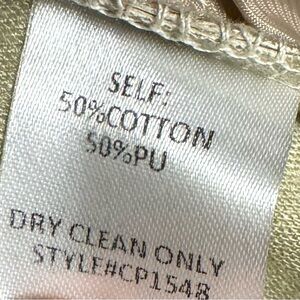 SELF:
50%COTTON
50%PU
DRY CLEAN ONLY
STYLE#CP1548